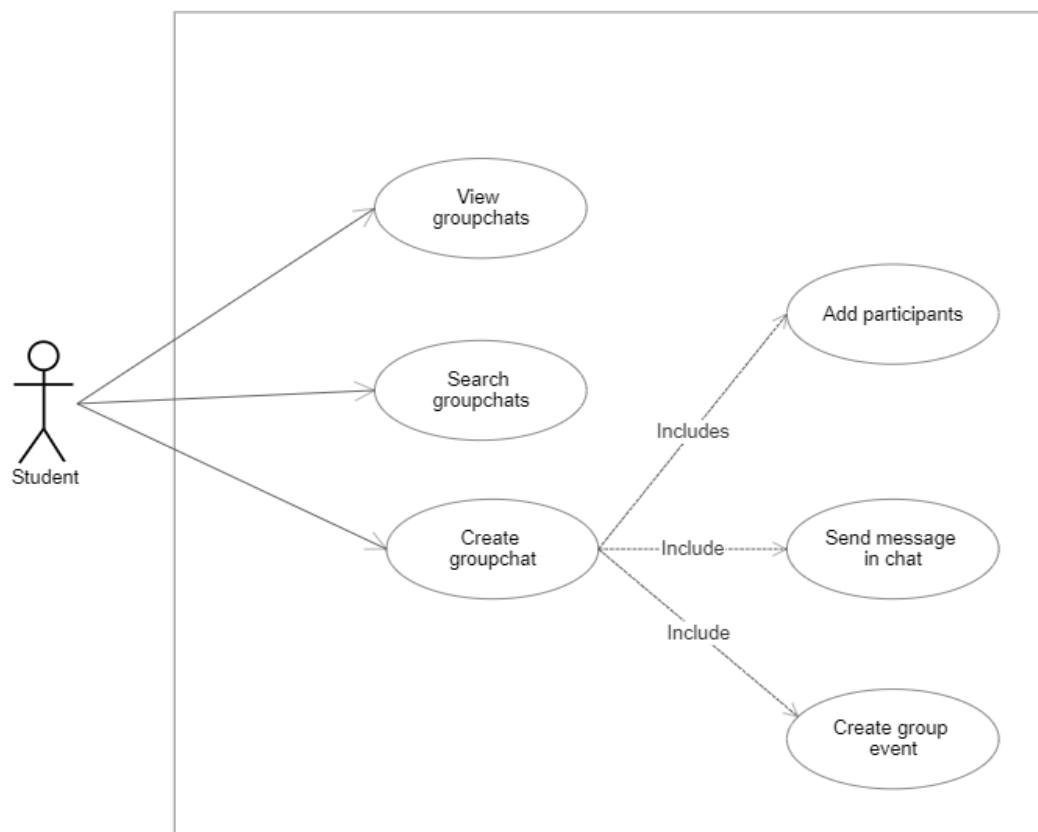 View
groupchats
Add participants
Search
groupchats
Includes
Student
Create
groupchat
Include
Send message
in chat
Include
Create group
event